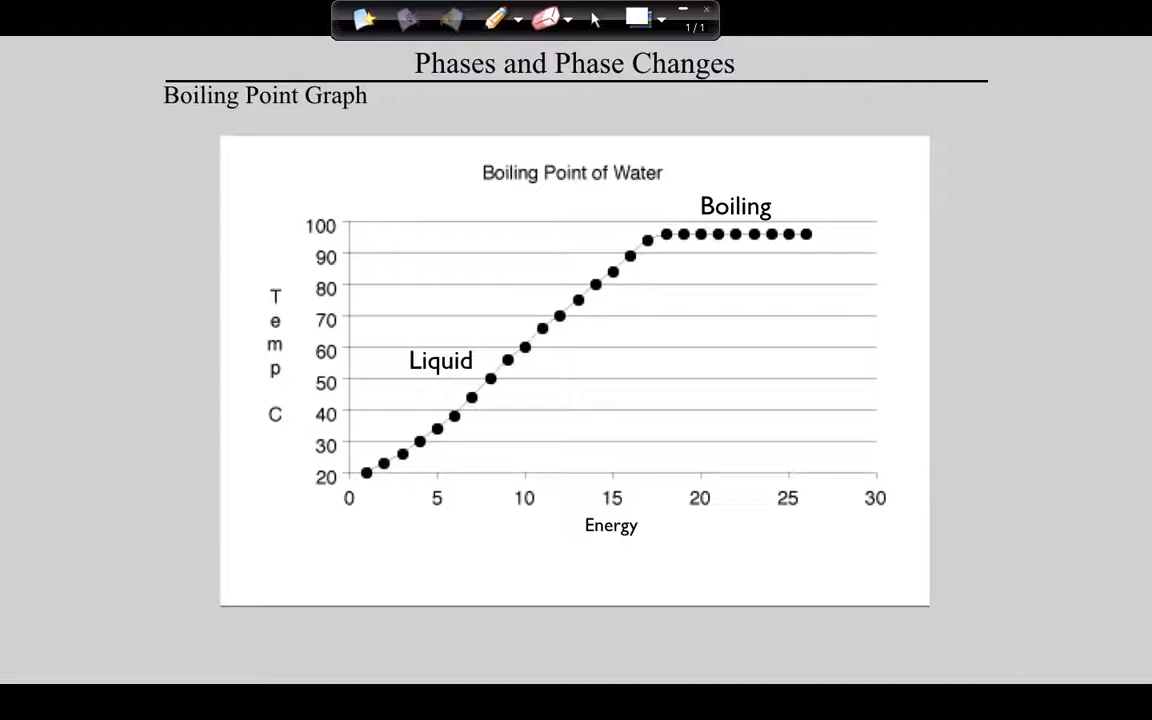 1/1
Phases and Phase Changes
Boiling Point Graph
Boiling Point of Water
Boiling
100
90
80
70
60
50
40
30
20
Temp C
Liquid
0 5 10 15 20 25 30
Energy